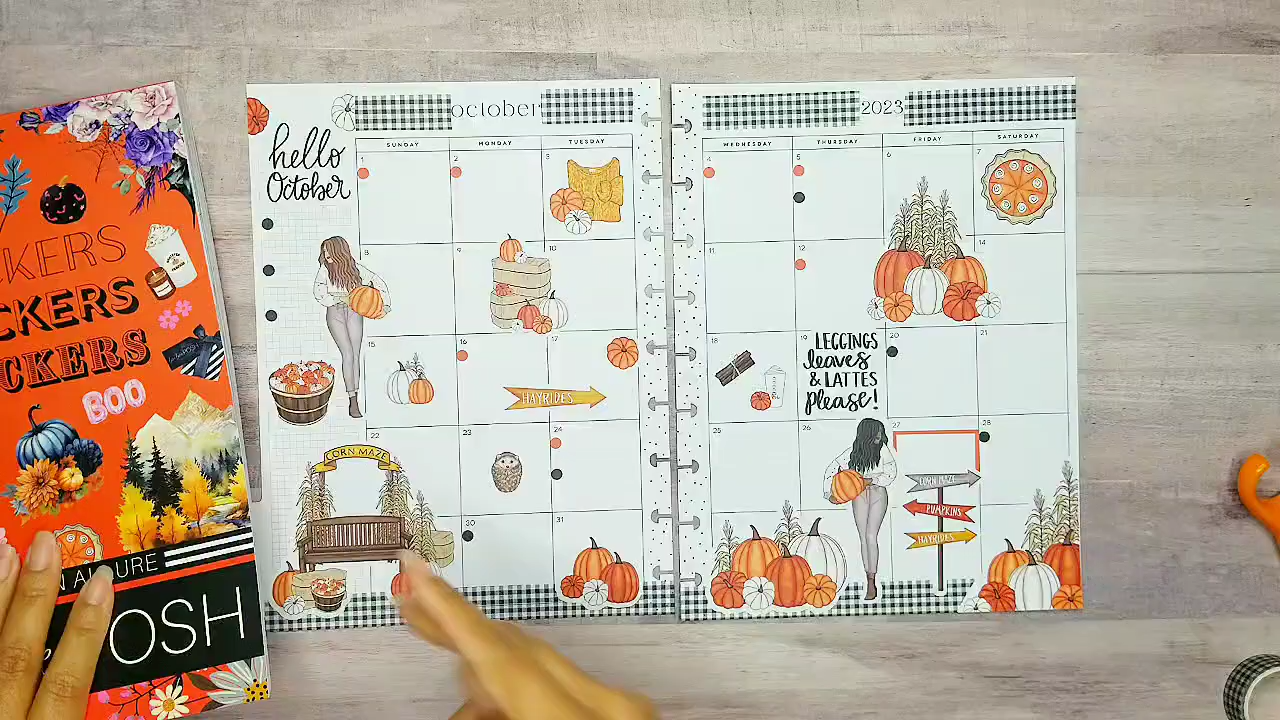 KERS
CKERS
CKERS
BOO
OSH
hello
October
october
SUNDAY
MONDAY
TUESDAY
1
2
3
8
9
10
15
16
17
HAYRIDES
22
23
24
CORN MAZE
30
31
2023
WEDNESDAY
THURSDAY
FRIDAY
SATURDAY
4
5
6
7
11
12
14
18
19
20
21
LEGGINGS
leaves
& LATTES
please!
25
26
27
28
CORN MAZE
PUMPKINS
HAYRIDES